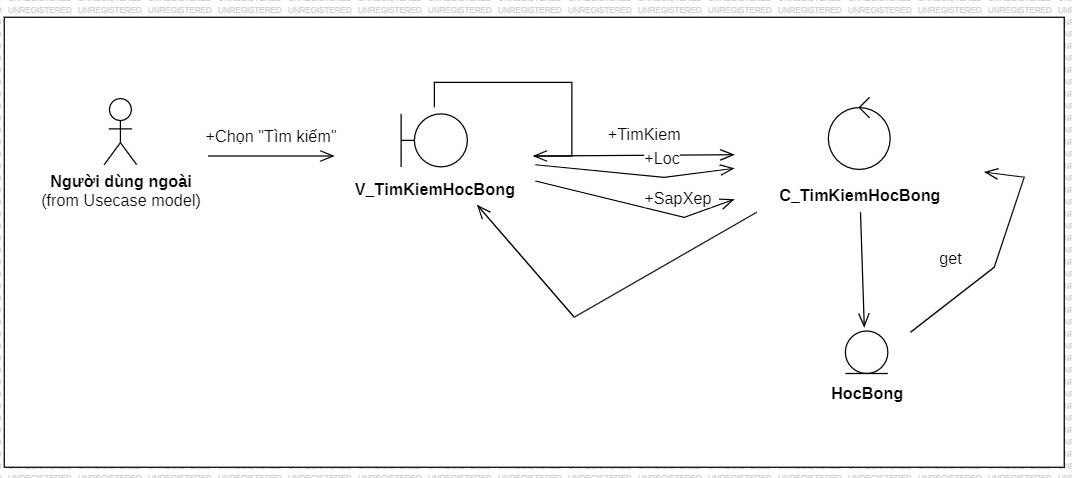 +Chọn "Tìm kiếm"
+TimKiem
+Loc
+SapXep
Người dùng ngoài
(from Usecase model)
V_TimKiemHocBong
C_TimKiemHocBong
get
HocBong